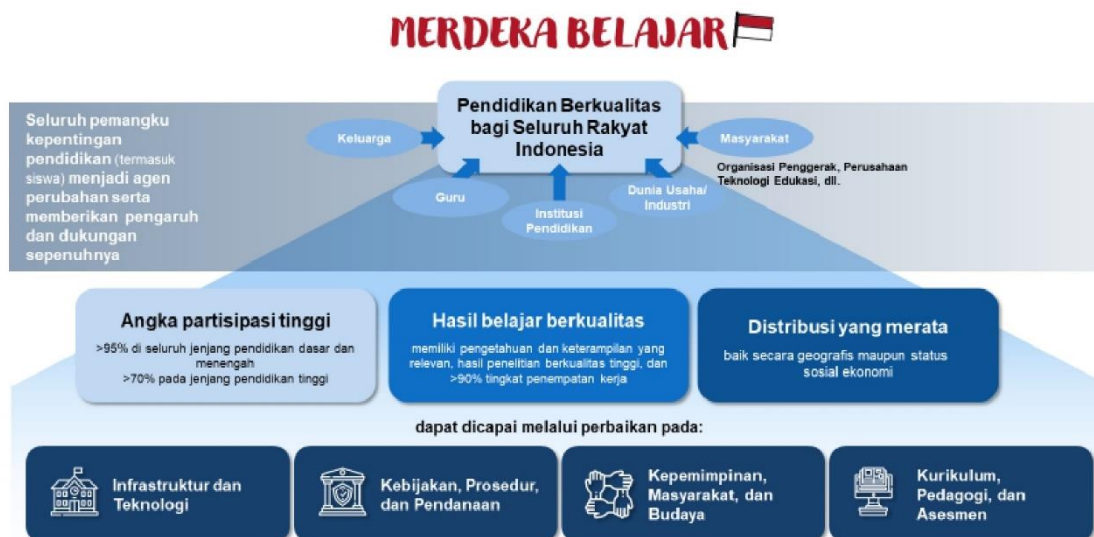 MERDEKA BELAJAR
Pendidikan Berkualitas
bagi Seluruh Rakyat
Indonesia
Seluruh pemangku
kepentingan
pendidikan (termasuk
siswa) menjadi agen
perubahan serta
memberikan pengaruh
dan dukungan
sepenuhnya
Keluarga
Guru
Institusi
Pendidikan
Dunia Usaha/
Industri
Masyarakat
Organisasi Penggerak, Perusahaan
Teknologi Edukasi, dll.
Angka partisipasi tinggi
>95% di seluruh jenjang pendidikan dasar dan
menengah
>70% pada jenjang pendidikan tinggi
Hasil belajar berkualitas
memiliki pengetahuan dan keterampilan yang
relevan, hasil penelitian berkualitas tinggi, dan
>90% tingkat penempatan kerja
Distribusi yang merata
baik secara geografis maupun status
sosial ekonomi
dapat dicapai melalui perbaikan pada:
Infrastruktur dan
Teknologi
Kebijakan, Prosedur,
dan Pendanaan
Kepemimpinan,
Masyarakat, dan
Budaya
Kurikulum,
Pedagogi, dan
Asesmen